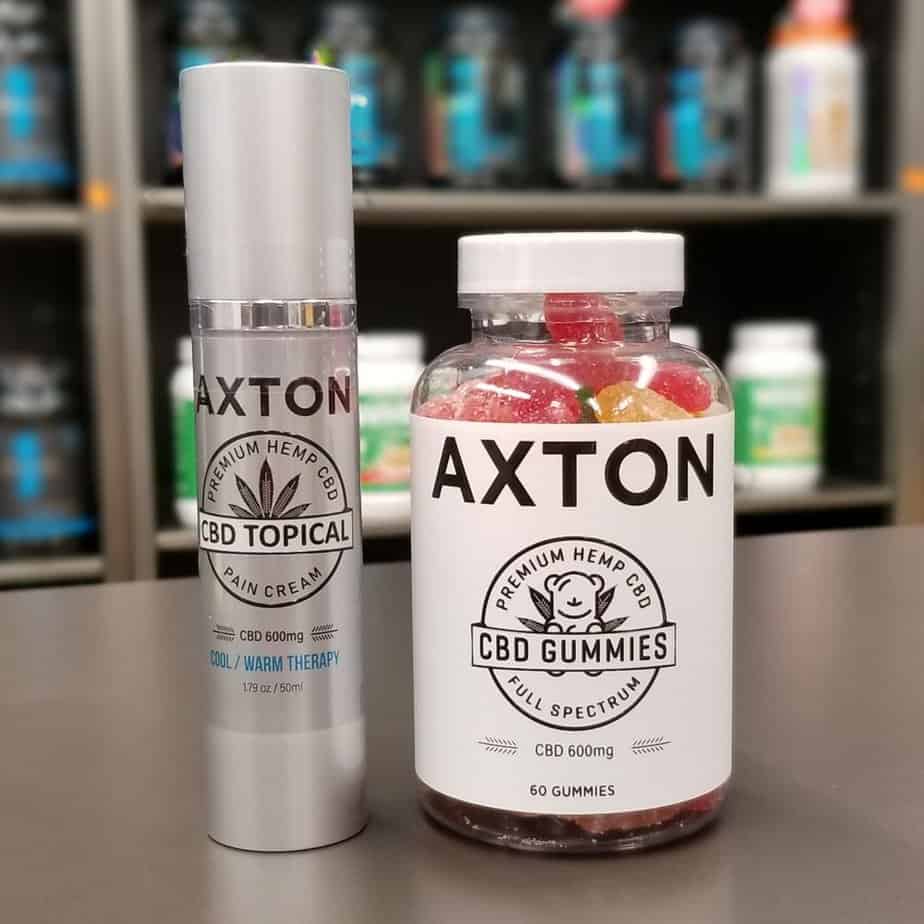 AXTON
PREMIUM HEMP CBD
CBD TOPICAL
PAIN CREAM
CBD 600mg
COOL / WARM THERAPY
1.79 oz / 50ml
AXTON
PREMIUM HEMP CBD
CBD GUMMIES
FULL SPECTRUM
CBD 600mg
60 GUMMIES